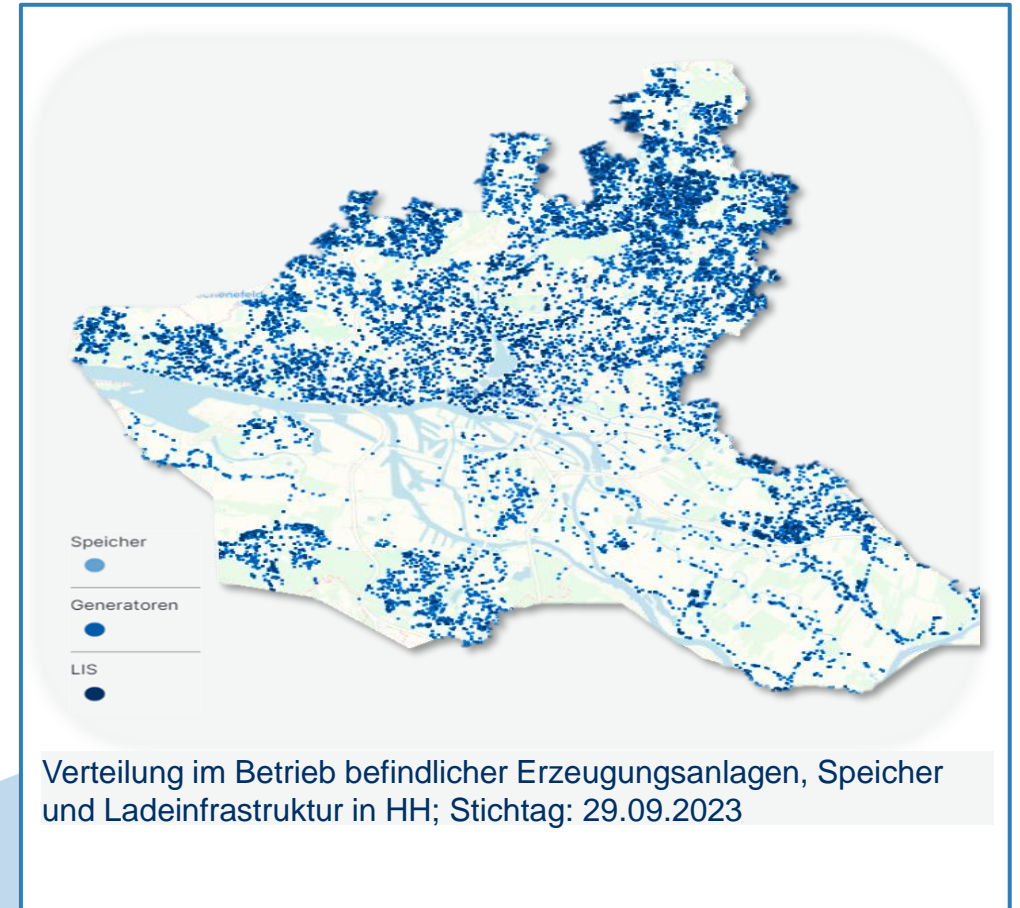 Speicher
Generatoren
LIS
Verteilung im Betrieb befindlicher Erzeugungsanlagen, Speicher
und Ladeinfrastruktur in HH; Stichtag: 29.09.2023